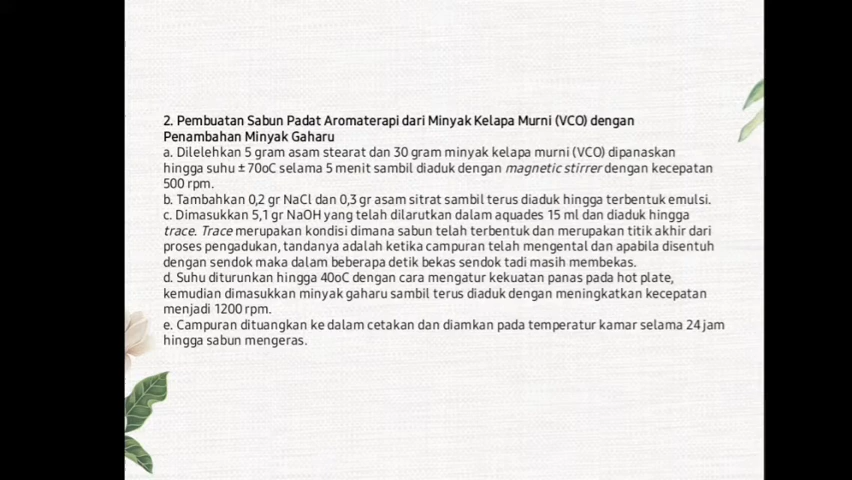 2. Pembuatan Sabun Padat Aromaterapi dari Minyak Kelapa Murni (VCO) dengan
Penambahan Minyak Gaharu
a. Dilelehkan 5 gram asam stearat dan 30 gram minyak kelapa murni (VCO) dipanaskan
hingga suhu ± 70oC selama 5 menit sambil diaduk dengan magnetic stirrer dengan kecepatan
500 rpm.
b. Tambahkan 0,2 gr NaCl dan 0,3 gr asam sitrat sambil terus diaduk hingga terbentuk emulsi.
c. Dimasukkan 5,1 gr NaOH yang telah dilarutkan dalam aquades 15 ml dan diaduk hingga
trace. Trace merupakan kondisi dimana sabun telah terbentuk dan merupakan titik akhir dari
proses pengadukan, tandanya adalah ketika campuran telah mengental dan apabila disentuh
dengan sendok maka dalam beberapa detik bekas sendok tadi masih membekas.
d. Suhu diturunkan hingga 40oC dengan cara mengatur kekuatan panas pada hot plate,
kemudian dimasukkan minyak gaharu sambil terus diaduk dengan meningkatkan kecepatan
menjadi 1200 rpm.
e. Campuran dituangkan ke dalam cetakan dan diamkan pada temperatur kamar selama 24 jam
hingga sabun mengeras.